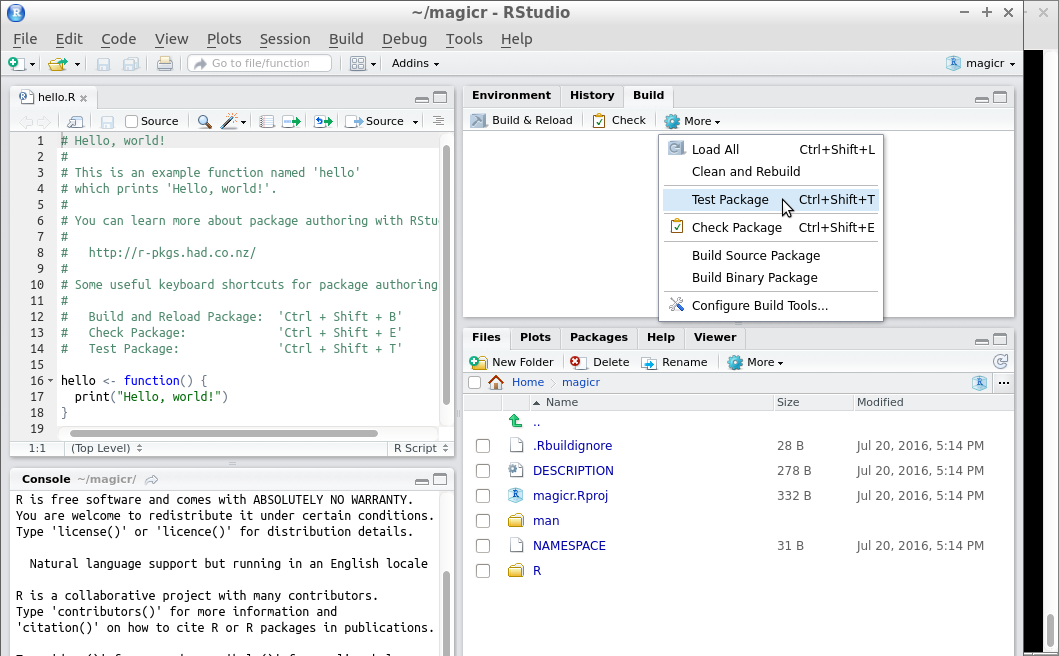 ~/magicr - RStudio
File Edit Code View Plots Session Build Debug Tools Help
Go to file/function Addins magicr
hello.R
Source Source
1 # Hello, world!
2 #
3 # This is an example function named 'hello'
4 # which prints 'Hello, world!'.
5 #
6 # You can learn more about package authoring with RStu
7 #
8 #   http://r-pkgs.had.co.nz/
9 #
10 # Some useful keyboard shortcuts for package authoring
11 #
12 #   Build and Reload Package:  'Ctrl + Shift + B'
13 #   Check Package:             'Ctrl + Shift + E'
14 #   Test Package:              'Ctrl + Shift + T'
15
16 hello <- function() {
17   print("Hello, world!")
18 }
19
1:1 (Top Level) R Script
Console ~/magicr/
R is free software and comes with ABSOLUTELY NO WARRANTY.
You are welcome to redistribute it under certain conditions.
Type 'license()' or 'licence()' for distribution details.
Natural language support but running in an English locale
R is a collaborative project with many contributors.
Type 'contributors()' for more information and
'citation()' on how to cite R or R packages in publications.
Environment History Build
Build & Reload Check More
Load All Ctrl+Shift+L
Clean and Rebuild
Test Package Ctrl+Shift+T
Check Package Ctrl+Shift+E
Build Source Package
Build Binary Package
Configure Build Tools...
Files Plots Packages Help Viewer
New Folder Delete Rename More
Home magicr ...
Name Size Modified
..
.Rbuildignore 28 B Jul 20, 2016, 5:14 PM
DESCRIPTION 278 B Jul 20, 2016, 5:14 PM
magicr.Rproj 332 B Jul 20, 2016, 5:14 PM
man
NAMESPACE 31 B Jul 20, 2016, 5:14 PM
R